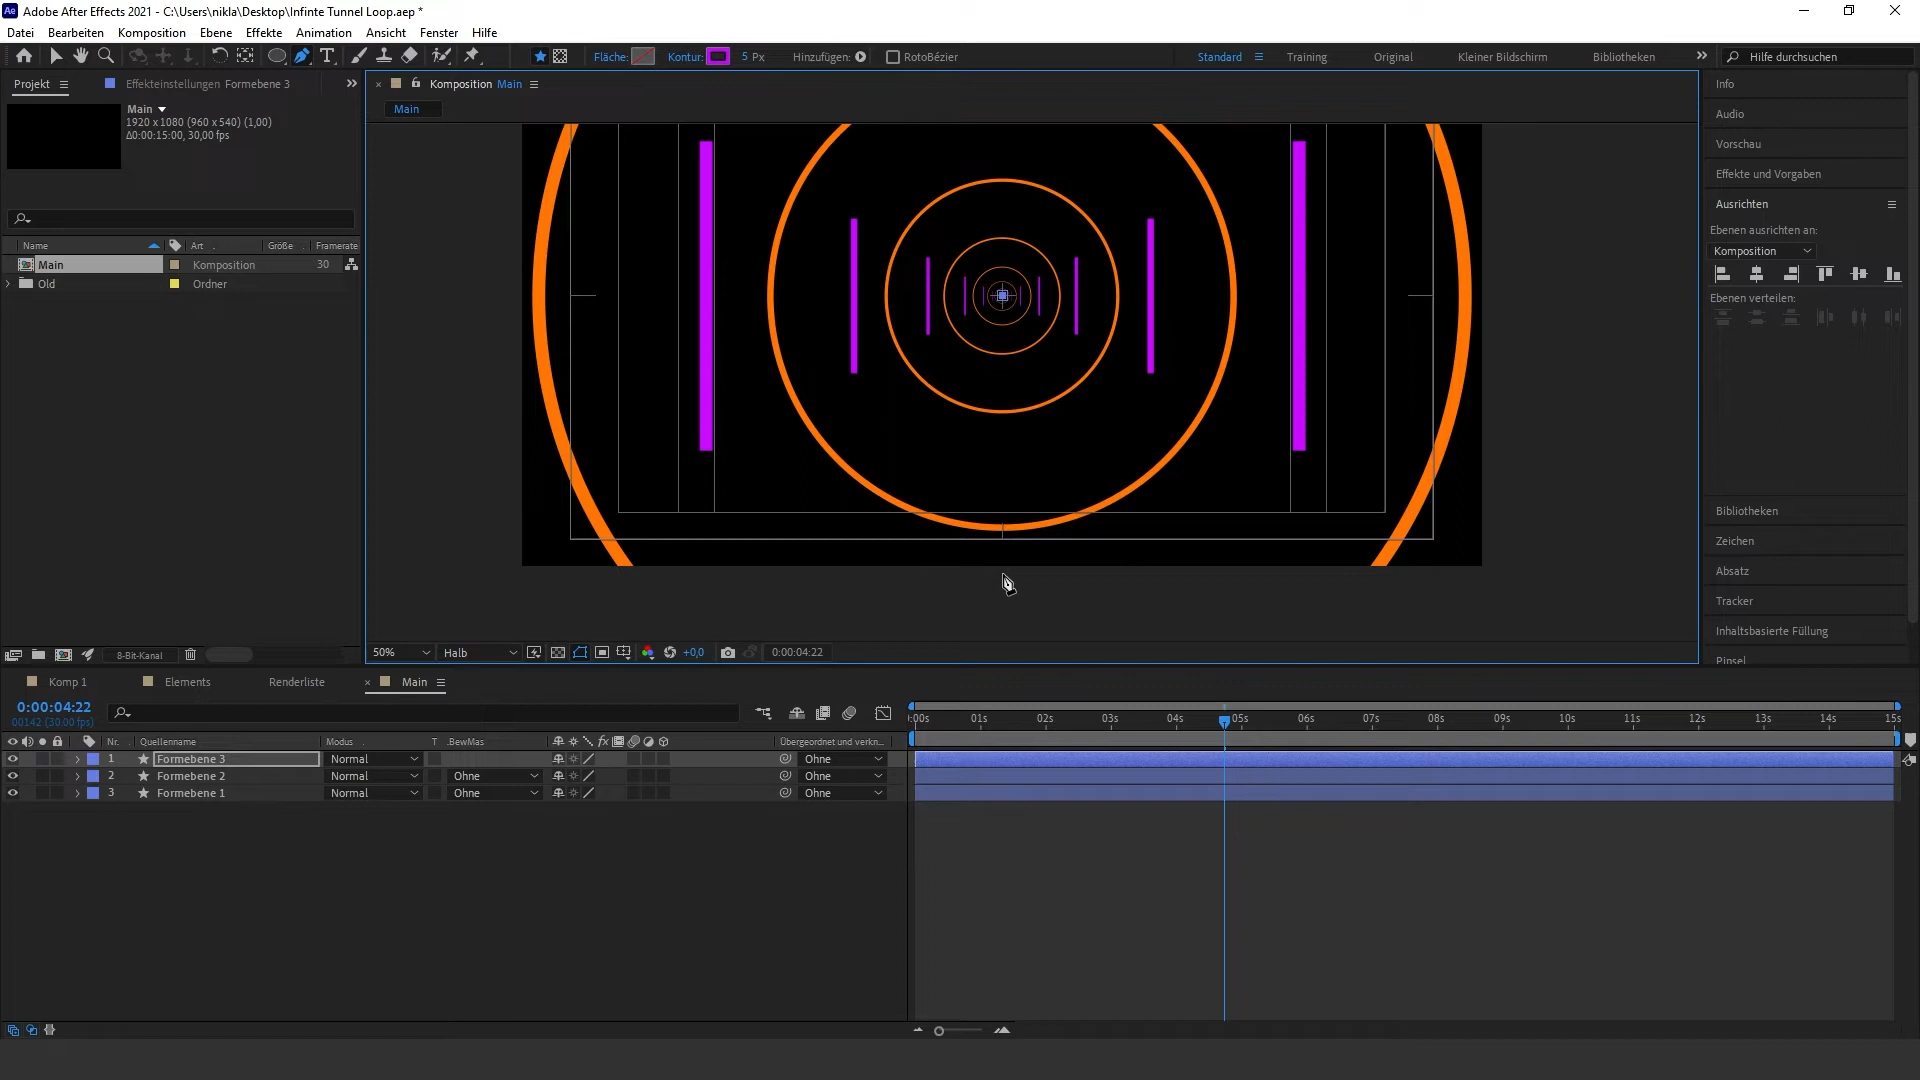 Adobe After Effects 2021 - C:\Users\nikla\Desktop\Infinte Tunnel Loop.aep *
Datei Bearbeiten Komposition Ebene Effekte Animation Ansicht Fenster Hilfe
Fläche: Kontur: 5 Px Hinzufügen: RotoBézier Standard Training Original Kleiner Bildschirm Bibliotheken Hilfe durchsuchen
Projekt Effekteinstellungen Formebene 3
Komposition Main
Main
Main
1920 x 1080 (960 x 540) (1,00)
Δ0:00:15:00, 30,00 fps
Name Art Größe Framerate
Main Komposition 30
Old Ordner
8-Bit-Kanal
50% Halb +0,0 0:00:04:22
Info
Audio
Vorschau
Effekte und Vorgaben
Ausrichten
Ebenen ausrichten an:
Komposition
Ebenen verteilen:
Bibliotheken
Zeichen
Absatz
Tracker
Inhaltsbasierte Füllung
Pinsel
Komp 1 Elements Renderliste Main
0:00:04:22
00142 (30.00 fps)
:00s 01s 02s 03s 04s 05s 06s 07s 08s 09s 10s 11s 12s 13s 14s 15s
Nr. Quellenname Modus T .BewMas Übergeordnet und verkn...
1 Formebene 3 Normal Ohne
2 Formebene 2 Normal Ohne Ohne
3 Formebene 1 Normal Ohne Ohne